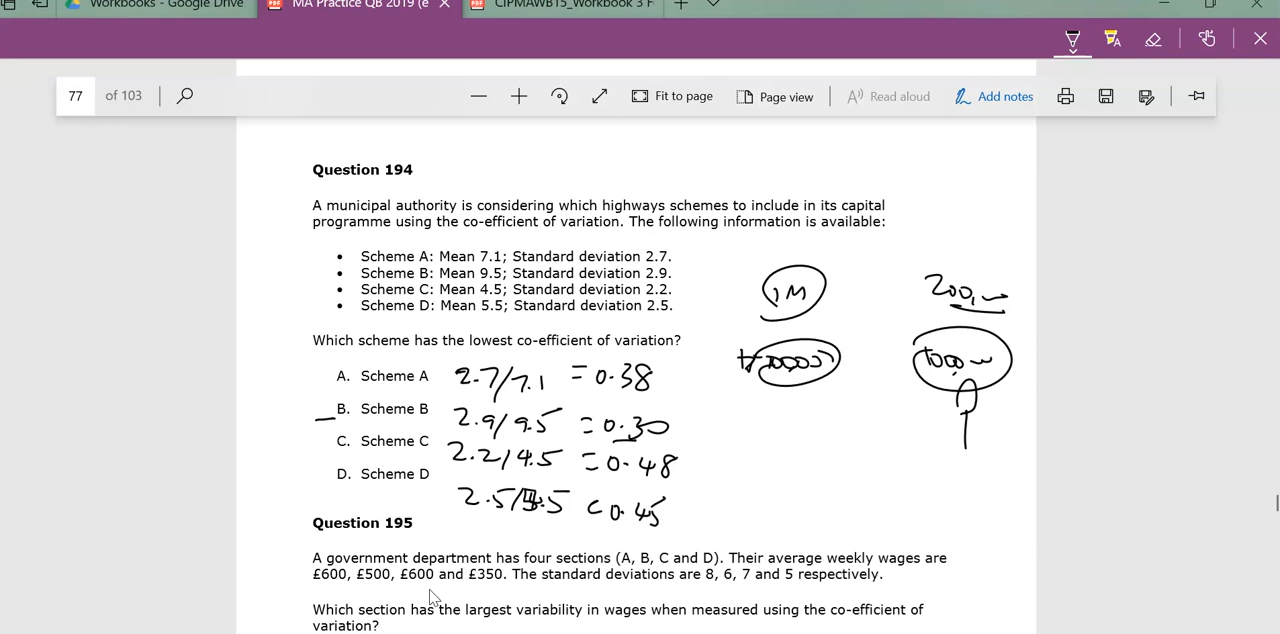 Workbooks - Google Drive
MA Practice QB 2019 (e
CIPMAWB15_Workbook 3 F
77 of 103
Fit to page
Page view
Read aloud
Add notes
Question 194
A municipal authority is considering which highways schemes to include in its capital
programme using the co-efficient of variation. The following information is available:
• Scheme A: Mean 7.1; Standard deviation 2.7.
• Scheme B: Mean 9.5; Standard deviation 2.9.
• Scheme C: Mean 4.5; Standard deviation 2.2.
• Scheme D: Mean 5.5; Standard deviation 2.5.
1M
Which scheme has the lowest co-efficient of variation?
A. Scheme A 2.7/7.1 = 0.38
B. Scheme B 2.9/9.5 = 0.30
C. Scheme C 2.2/4.5 = 0.48
D. Scheme D
0.45
Question 195
A government department has four sections (A, B, C and D). Their average weekly wages are
£600, £500, £600 and £350. The standard deviations are 8, 6, 7 and 5 respectively.
Which section has the largest variability in wages when measured using the co-efficient of
variation?